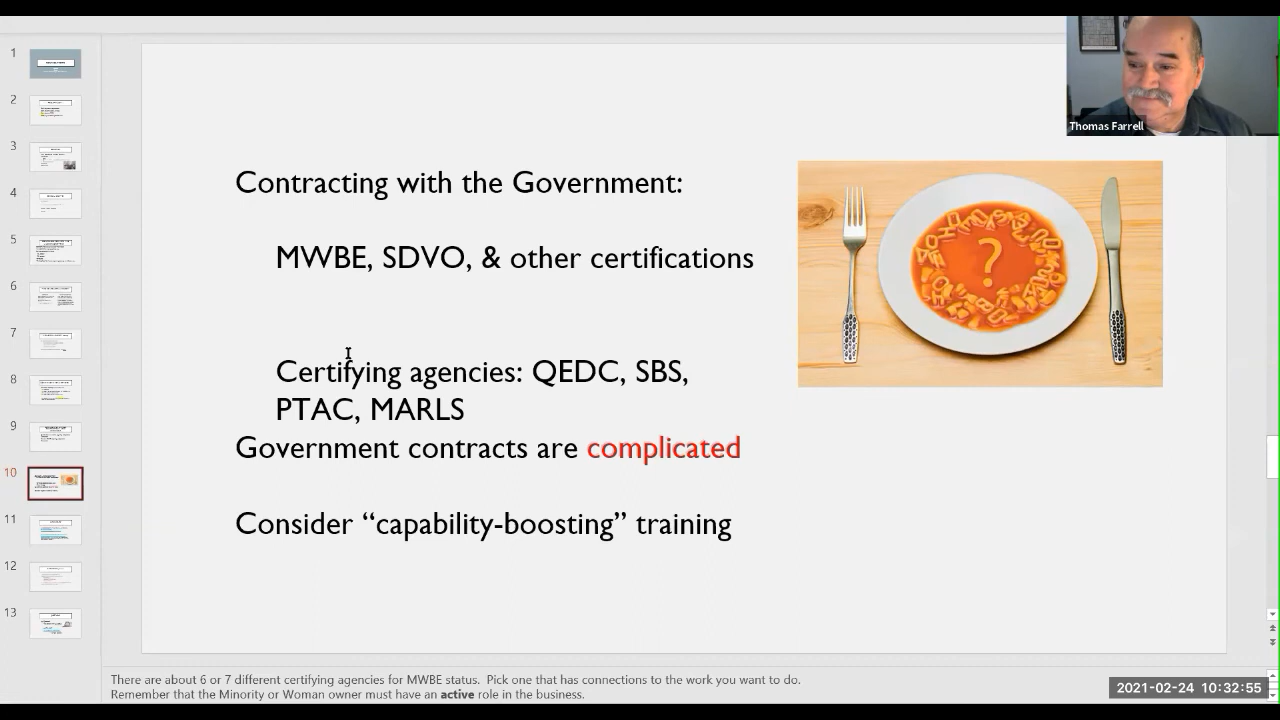 1
2
3
4
5
6
7
8
9
10
11
12
13
Contracting with the Government:
MWBE, SDVO, & other certifications
Certifying agencies: QEDC, SBS,
PTAC, MARLS
Government contracts are complicated
Consider “capability-boosting” training
?
Thomas Farrell
There are about 6 or 7 different certifying agencies for MWBE status.  Pick one that has connections to the work you want to do.
Remember that the Minority or Woman owner must have an active role in the business.
2021-02-24 10:32:55